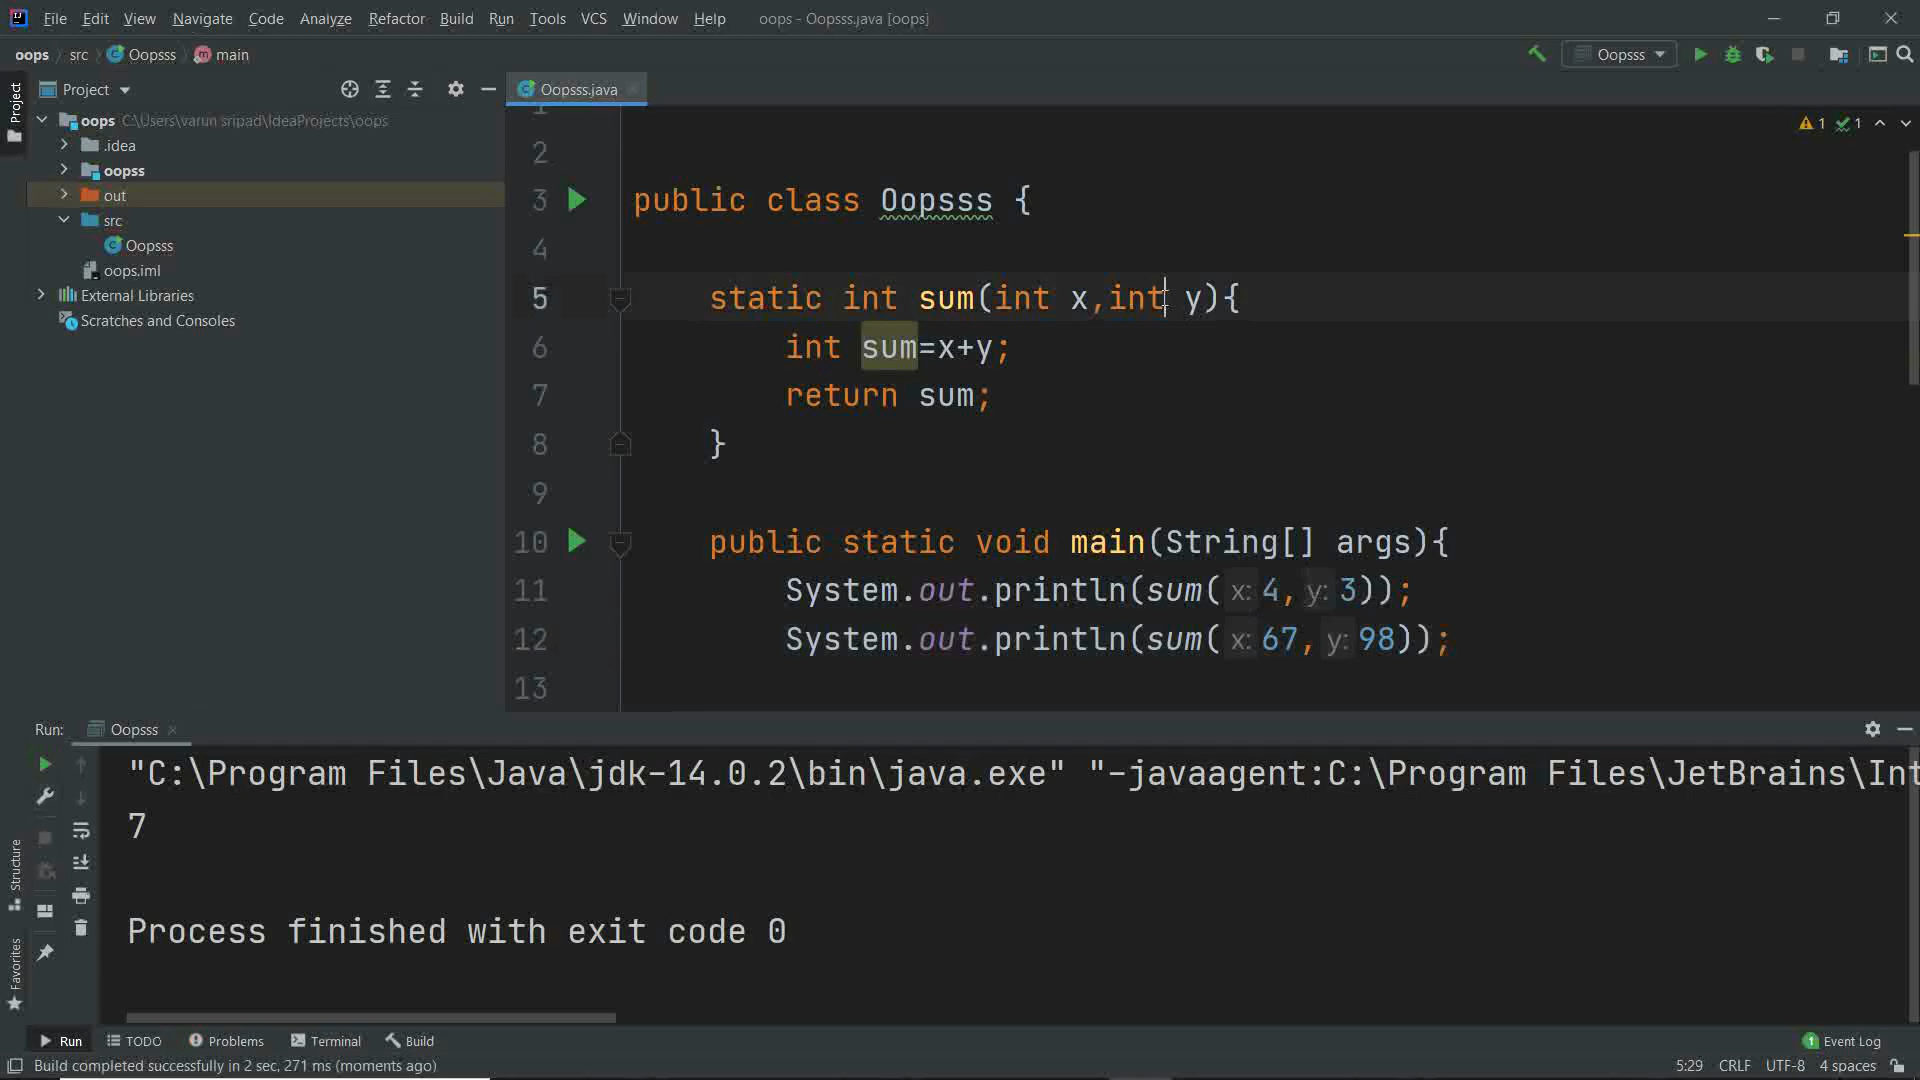 File Edit View Navigate Code Analyze Refactor Build Run Tools VCS Window Help oops - Oopsss.java [oops]
oops src Oopsss main
Oopsss
Project
Project
Oopsss.java
oops C:\Users\varun sripad\IdeaProjects\oops
.idea
oopss
out
src
Oopsss
oops.iml
External Libraries
Scratches and Consoles
1 1
1
2
3 public class Oopsss {
4
5 static int sum(int x,int y){
6 int sum=x+y;
7 return sum;
8 }
9
10 public static void main(String[] args){
11 System.out.println(sum( x: 4, y: 3));
12 System.out.println(sum( x: 67, y: 98));
13
Run: Oopsss
"C:\Program Files\Java\jdk-14.0.2\bin\java.exe" "-javaagent:C:\Program Files\JetBrains\Int
7
Process finished with exit code 0
Structure
Favorites
Run TODO Problems Terminal Build
1 Event Log
Build completed successfully in 2 sec, 271 ms (moments ago)
5:29 CRLF UTF-8 4 spaces